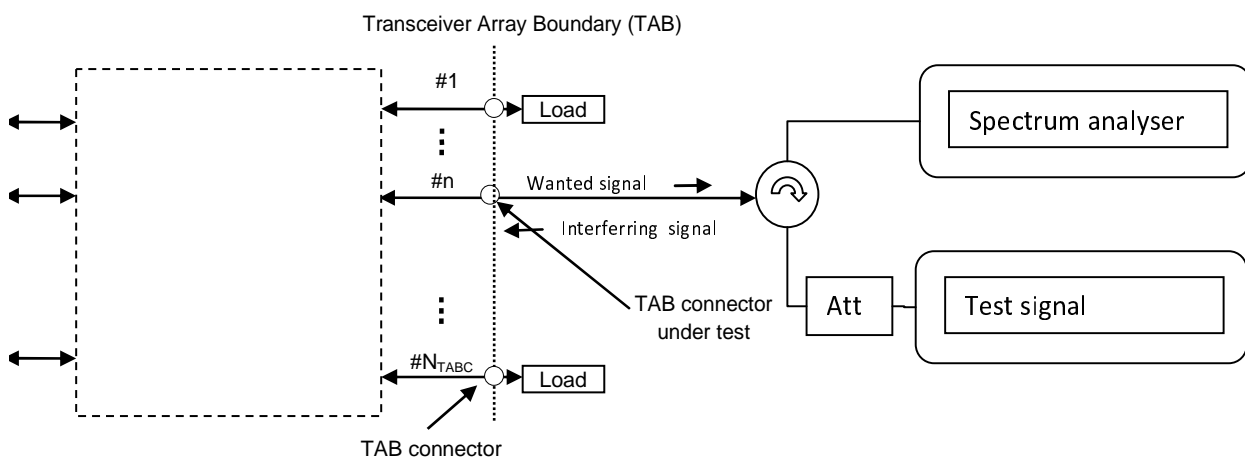 Transceiver Array Boundary (TAB)
#1
Load
Spectrum analyser
#n
Wanted signal
Interferring signal
TAB connector
under test
Att
Test signal
#NTABC
Load
TAB connector